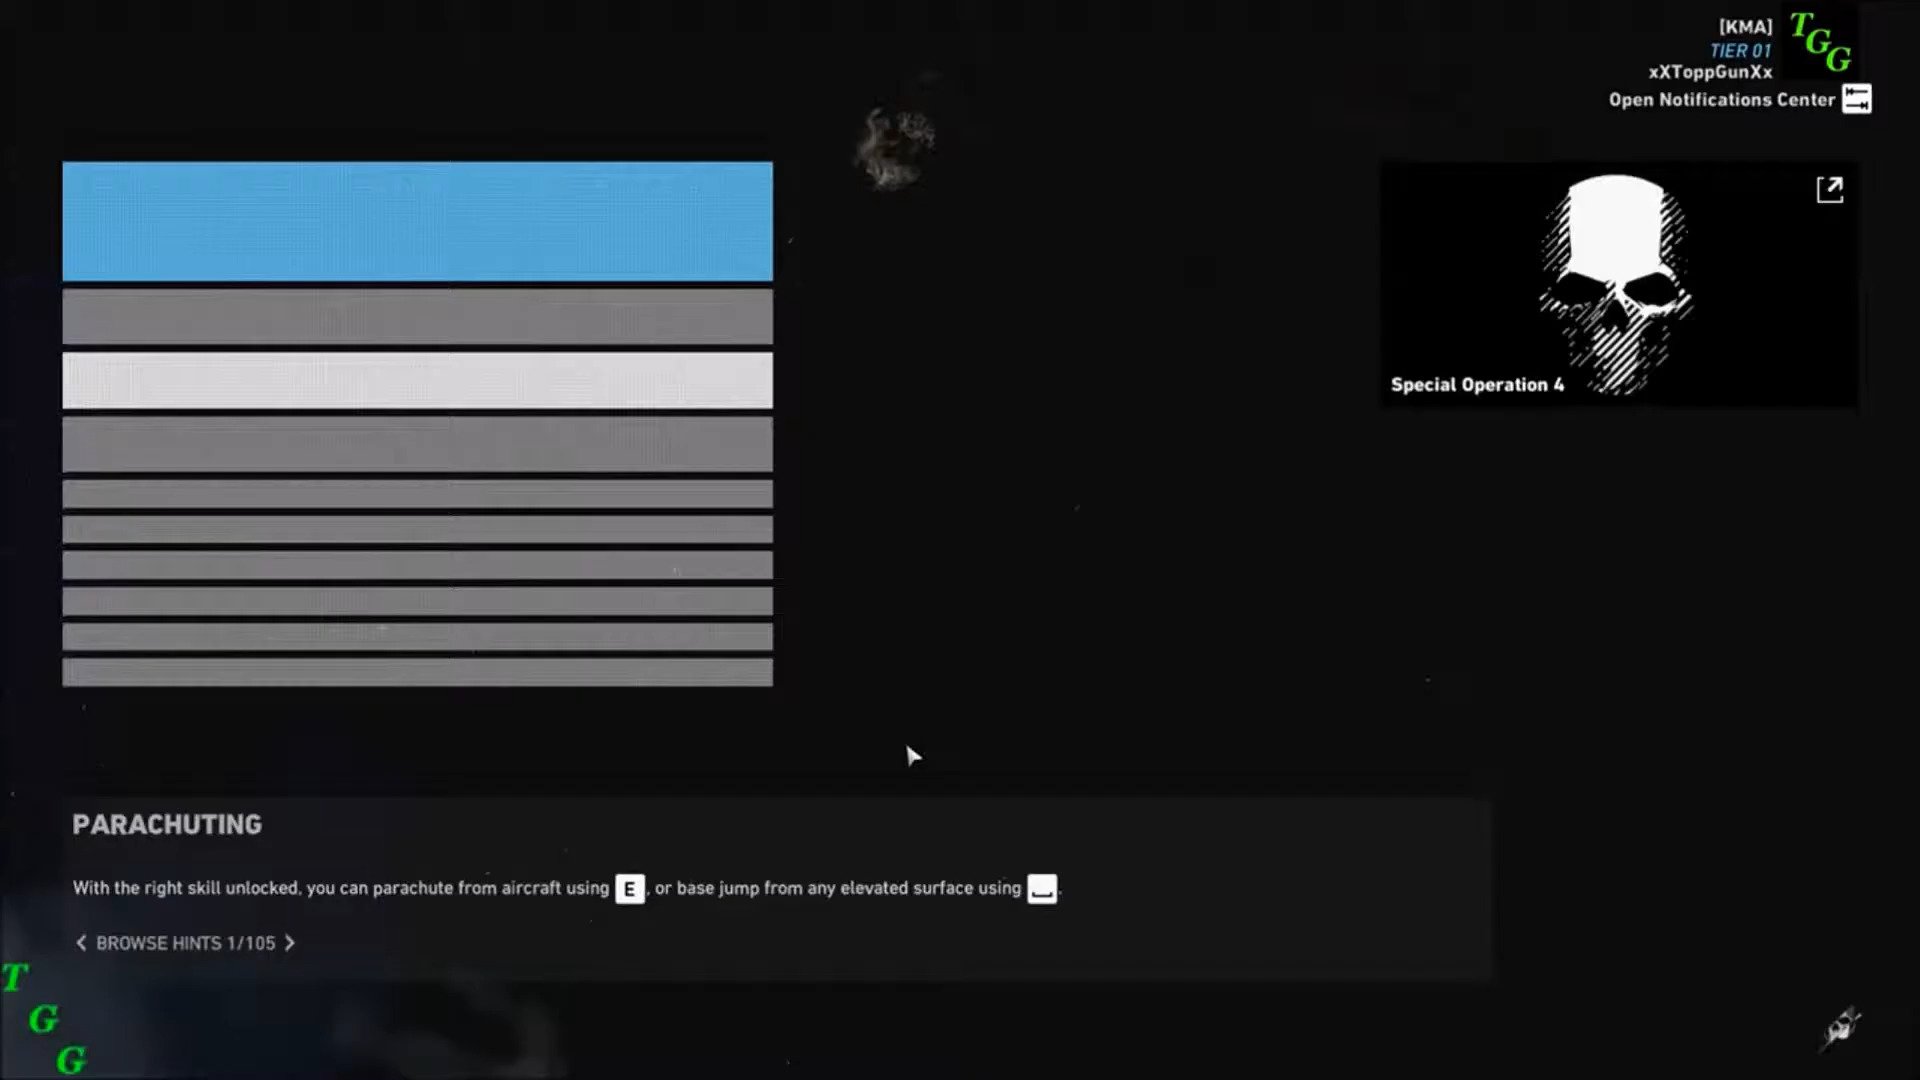 [KMA]
TIER 01
xXToppGunXx
Open Notifications Center
TGG
Special Operation 4
PARACHUTING
With the right skill unlocked, you can parachute from aircraft using E, or base jump from any elevated surface using .
BROWSE HINTS 1/105
T
G
G